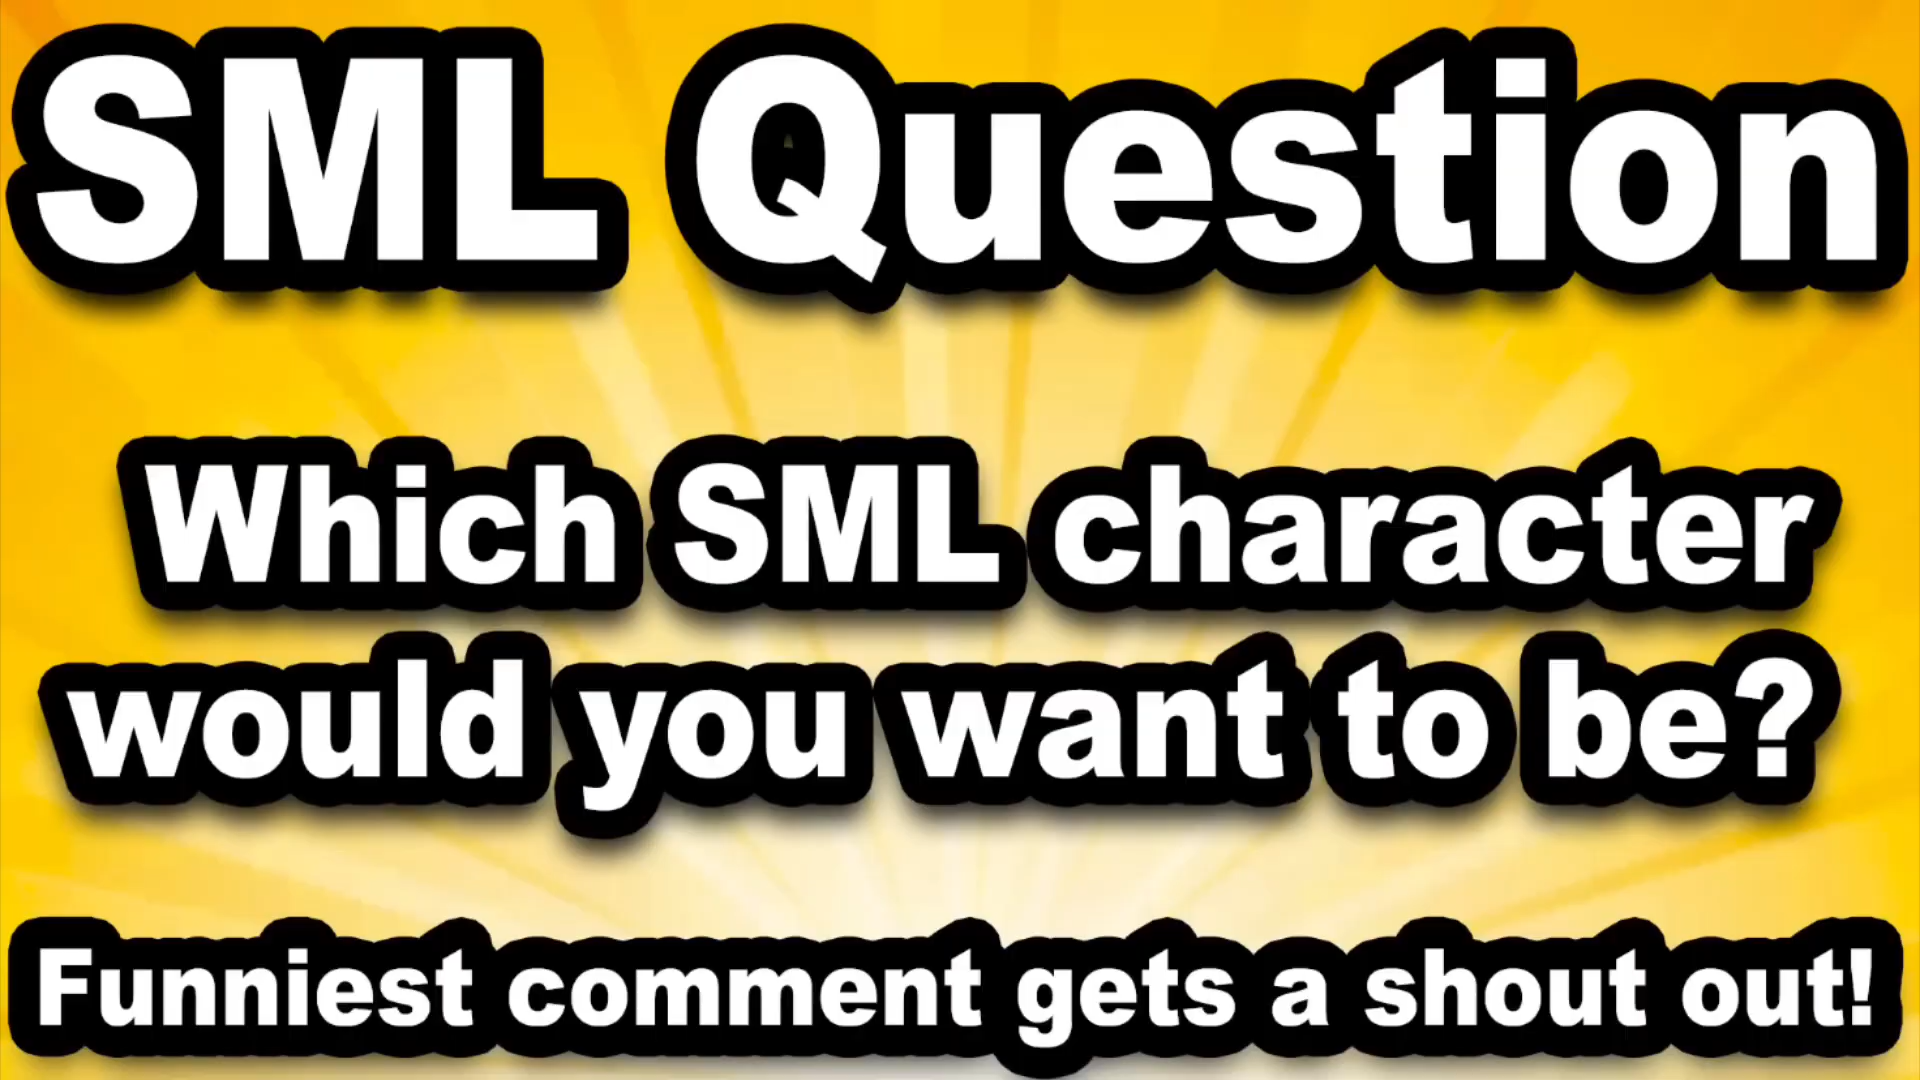 SML Question
Which SML character
would you want to be?
Funniest comment gets a shout out!